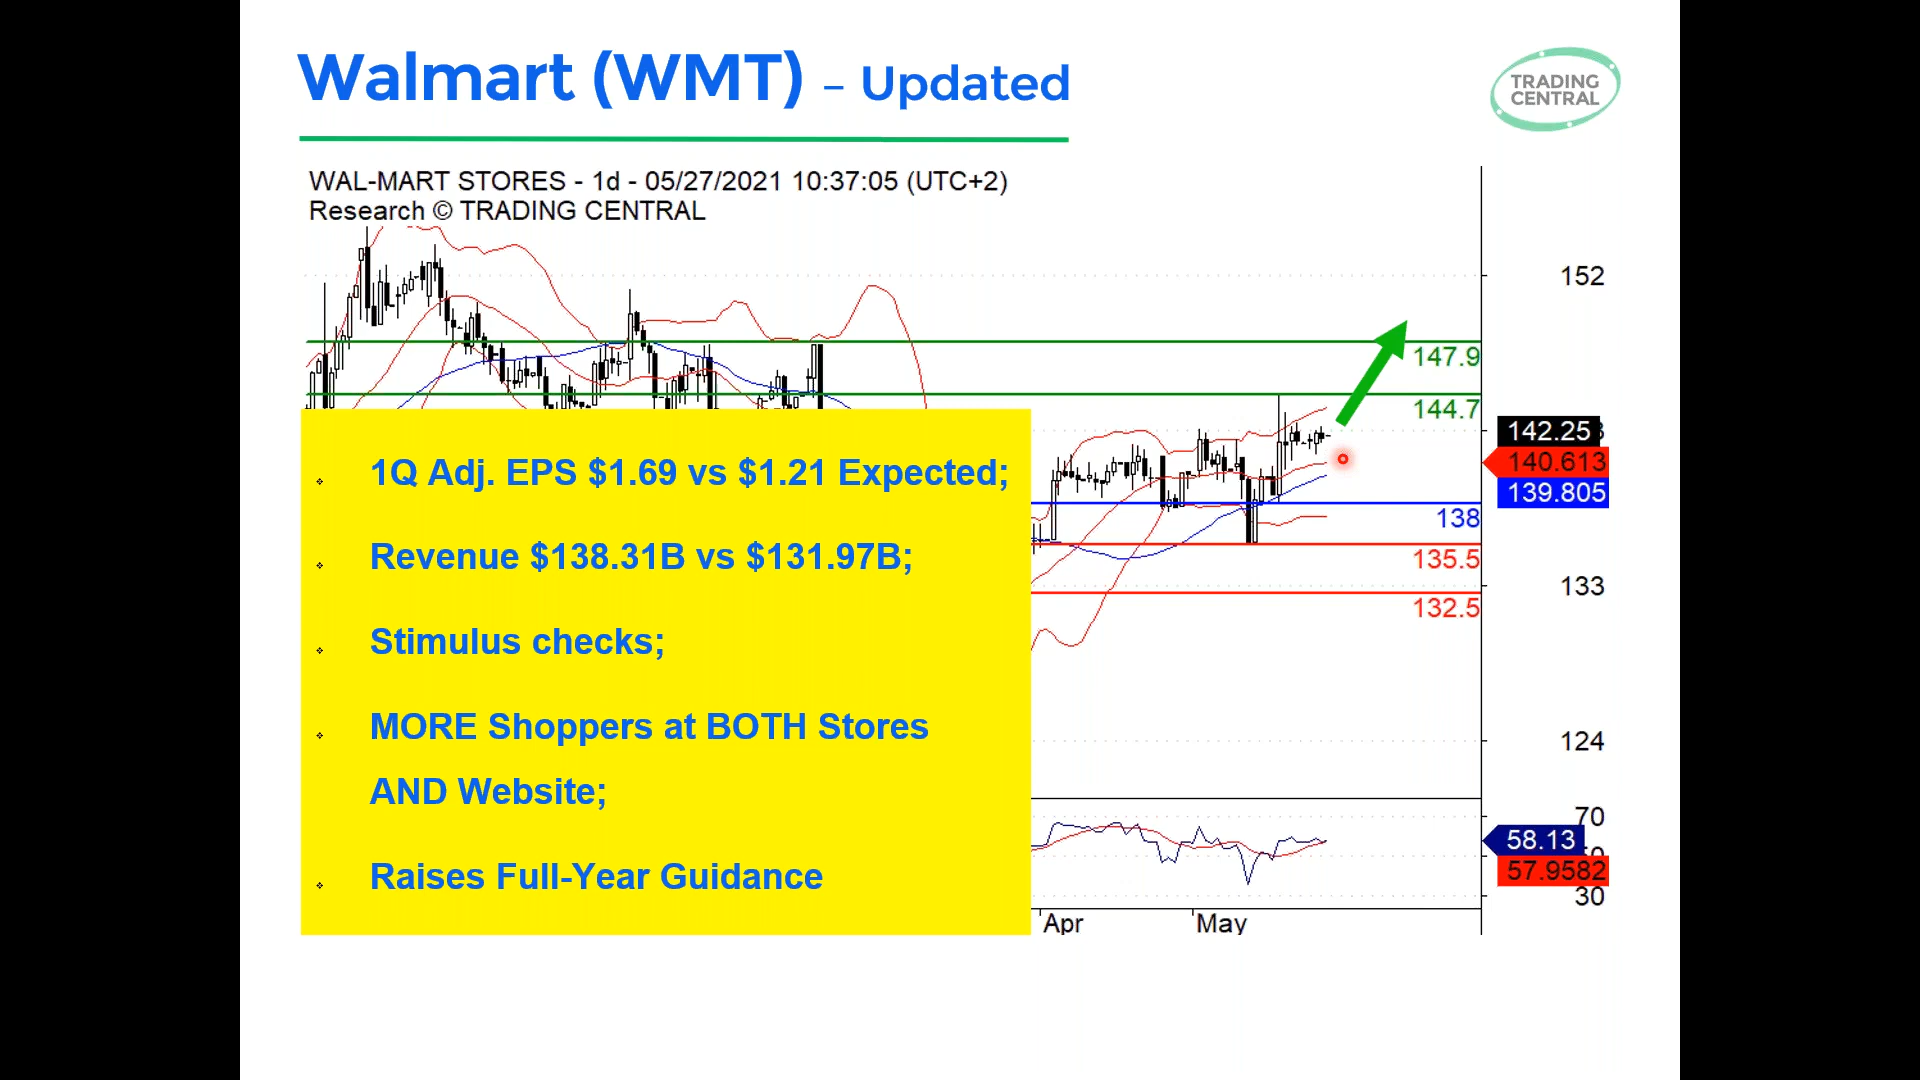 Walmart (WMT) – Updated
TRADING
CENTRAL
WAL-MART STORES - 1d - 05/27/2021 10:37:05 (UTC+2)
Research © TRADING CENTRAL
152
147.9
144.7
142.25
140.613
139.805
138
135.5
133
132.5
124
70
58.13
57.9582
30
Apr
May
1Q Adj. EPS $1.69 vs $1.21 Expected;
Revenue $138.31B vs $131.97B;
Stimulus checks;
MORE Shoppers at BOTH Stores
AND Website;
Raises Full-Year Guidance